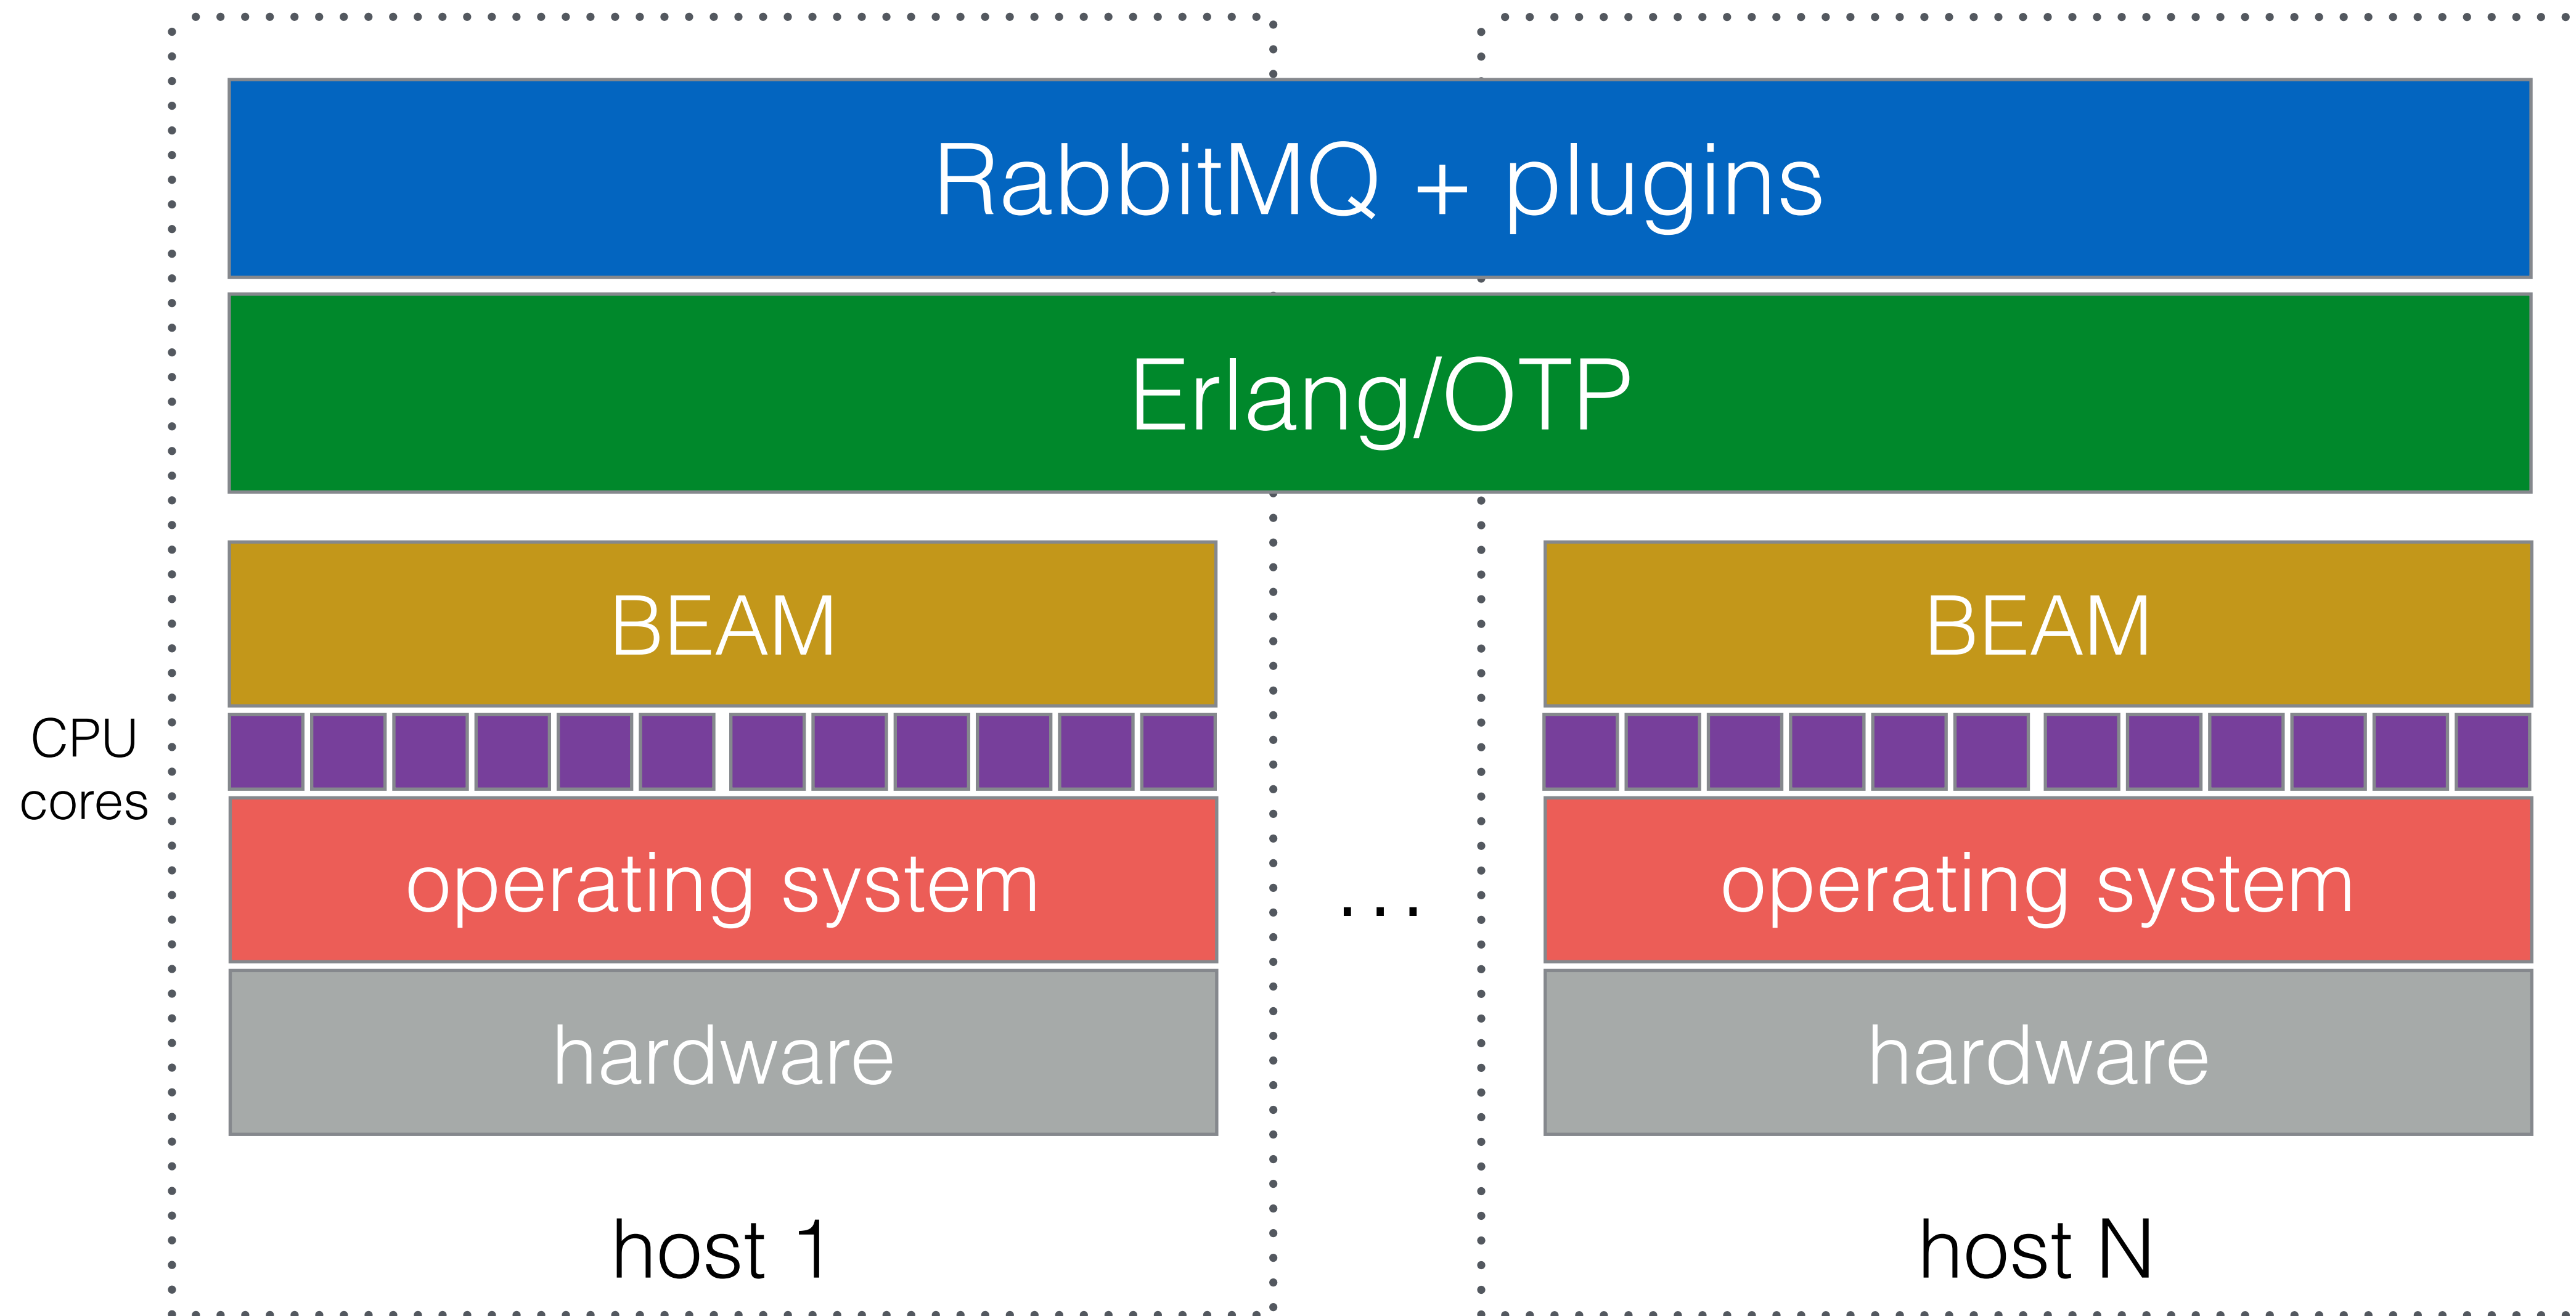 RabbitMQ + plugins
Erlang/OTP
BEAM
BEAM
CPU
cores
operating system
...
operating system
hardware
hardware
host 1
host N